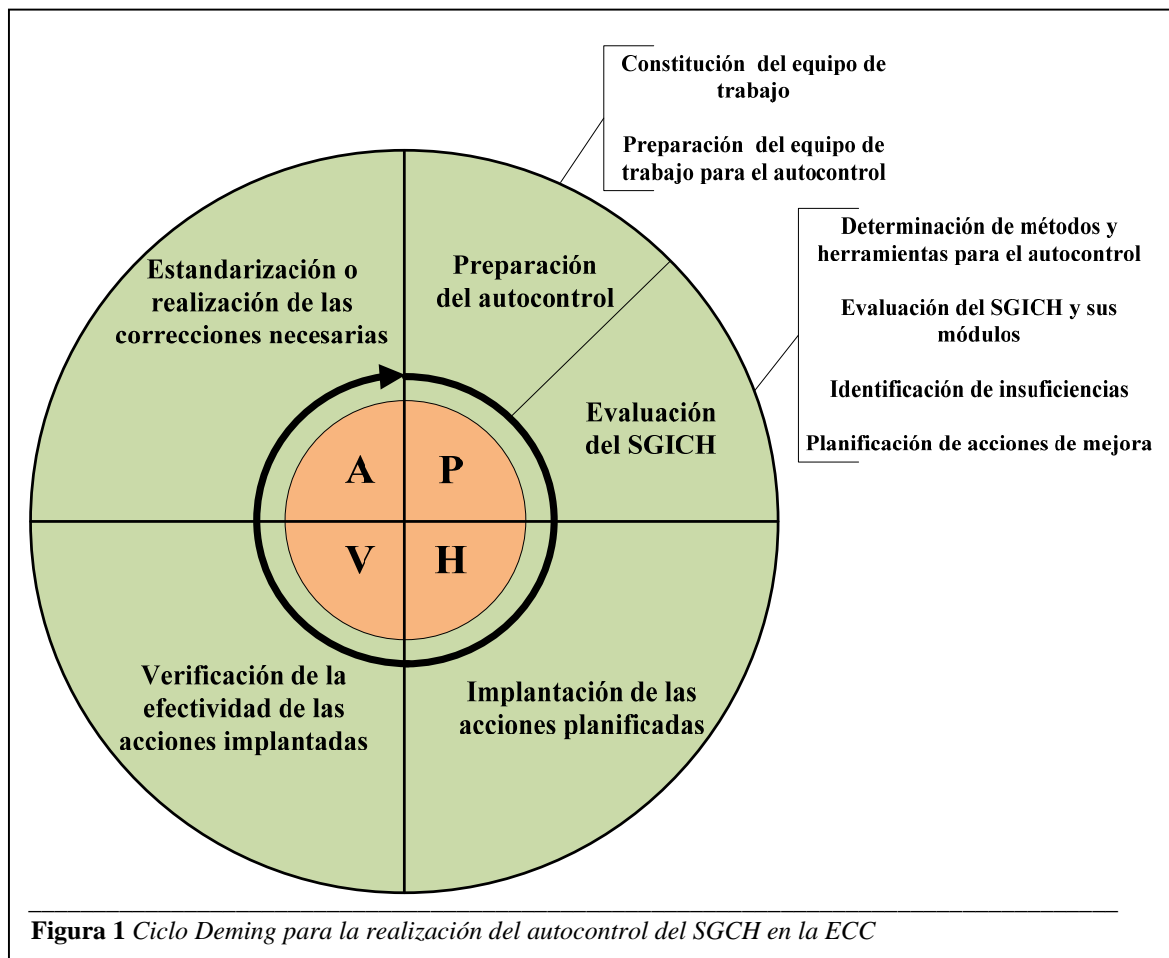 Constitución del equipo de
trabajo
Preparación del equipo de
trabajo para el autocontrol
Determinación de métodos y
herramientas para el autocontrol
Evaluación del SGICH y sus
módulos
Identificación de insuficiencias
Planificación de acciones de mejora
Preparación
del autocontrol
Evaluación
del SGICH
Estandarización o
realización de las
correcciones necesarias
A
P
V
H
Verificación de la
efectividad de las
acciones implantadas
Implantación de las
acciones planificadas
Figura 1 Ciclo Deming para la realización del autocontrol del SGCH en la ECC